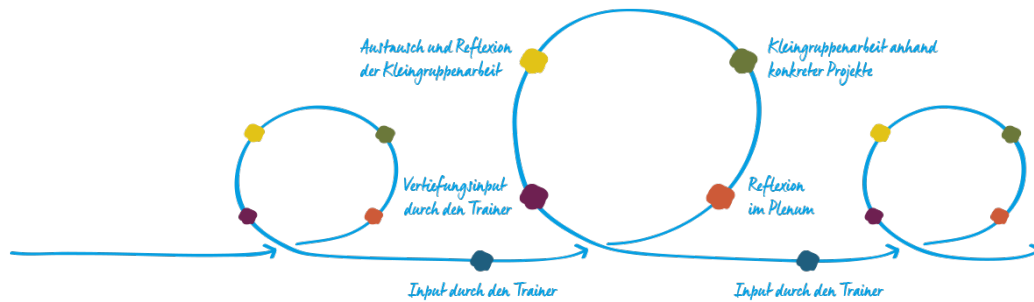 Austausch und Reflexion
der Kleingruppenarbeit
Kleingruppenarbeit anhand
konkreter Projekte
Vertiefungsinput
durch den Trainer
Reflexion
im Plenum
Input durch den Trainer
Input durch den Trainer